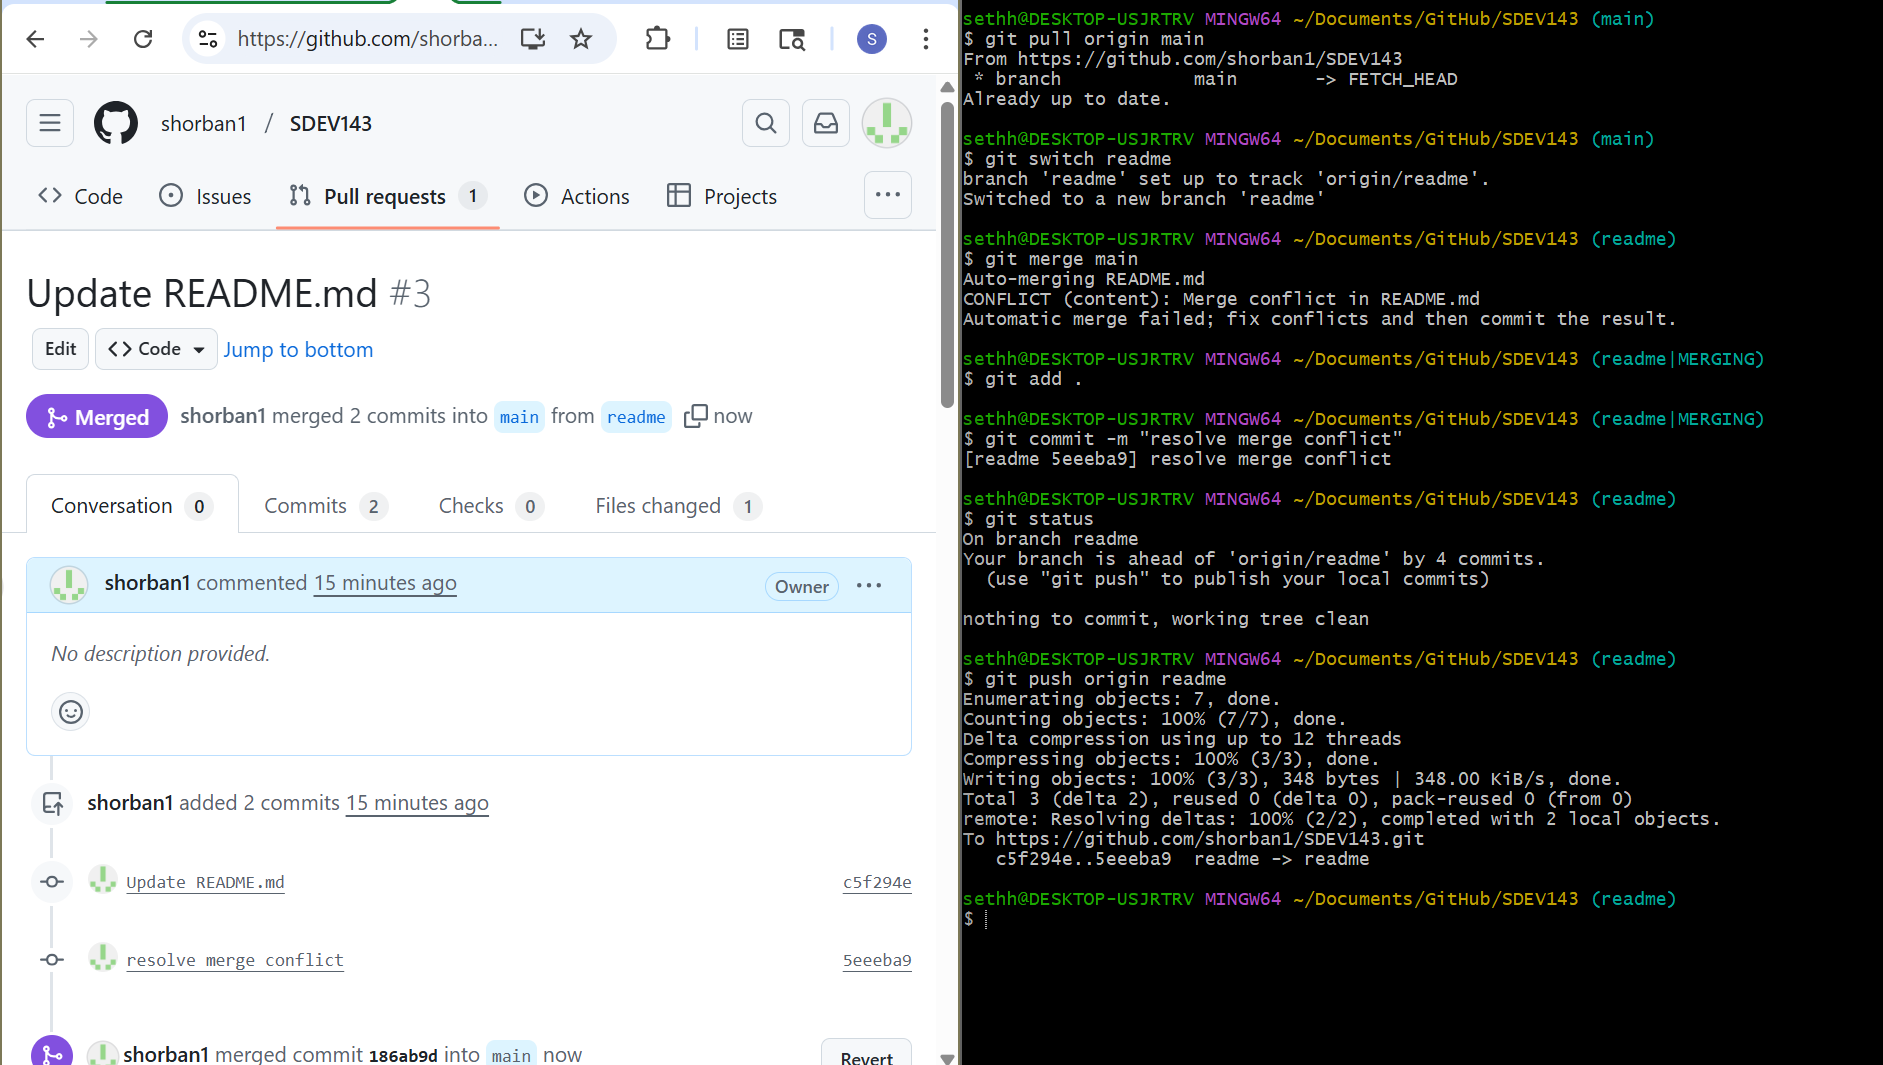 https://github.com/shorba...
S
shorban1 / SDEV143
Code
Issues
Pull requests 1
Actions
Projects
Update README.md #3
Edit
Code
Jump to bottom
Merged
shorban1 merged 2 commits into main from readme now
Conversation 0
Commits 2
Checks 0
Files changed 1
shorban1 commented 15 minutes ago
Owner
No description provided.
shorban1 added 2 commits 15 minutes ago
Update README.md
c5f294e
resolve merge conflict
5eeeba9
shorban1 merged commit 186ab9d into main now
Revert
sethh@DESKTOP-USJRTRV MINGW64 ~/Documents/GitHub/SDEV143 (main)
$ git pull origin main
From https://github.com/shorban1/SDEV143
 * branch            main       -> FETCH_HEAD
Already up to date.
sethh@DESKTOP-USJRTRV MINGW64 ~/Documents/GitHub/SDEV143 (main)
$ git switch readme
branch 'readme' set up to track 'origin/readme'.
Switched to a new branch 'readme'
sethh@DESKTOP-USJRTRV MINGW64 ~/Documents/GitHub/SDEV143 (readme)
$ git merge main
Auto-merging README.md
CONFLICT (content): Merge conflict in README.md
Automatic merge failed; fix conflicts and then commit the result.
sethh@DESKTOP-USJRTRV MINGW64 ~/Documents/GitHub/SDEV143 (readme|MERGING)
$ git add .
sethh@DESKTOP-USJRTRV MINGW64 ~/Documents/GitHub/SDEV143 (readme|MERGING)
$ git commit -m "resolve merge conflict"
[readme 5eeeba9] resolve merge conflict
sethh@DESKTOP-USJRTRV MINGW64 ~/Documents/GitHub/SDEV143 (readme)
$ git status
On branch readme
Your branch is ahead of 'origin/readme' by 4 commits.
  (use "git push" to publish your local commits)
nothing to commit, working tree clean
sethh@DESKTOP-USJRTRV MINGW64 ~/Documents/GitHub/SDEV143 (readme)
$ git push origin readme
Enumerating objects: 7, done.
Counting objects: 100% (7/7), done.
Delta compression using up to 12 threads
Compressing objects: 100% (3/3), done.
Writing objects: 100% (3/3), 348 bytes | 348.00 KiB/s, done.
Total 3 (delta 2), reused 0 (delta 0), pack-reused 0 (from 0)
remote: Resolving deltas: 100% (2/2), completed with 2 local objects.
To https://github.com/shorban1/SDEV143.git
   c5f294e..5eeeba9  readme -> readme
sethh@DESKTOP-USJRTRV MINGW64 ~/Documents/GitHub/SDEV143 (readme)
$